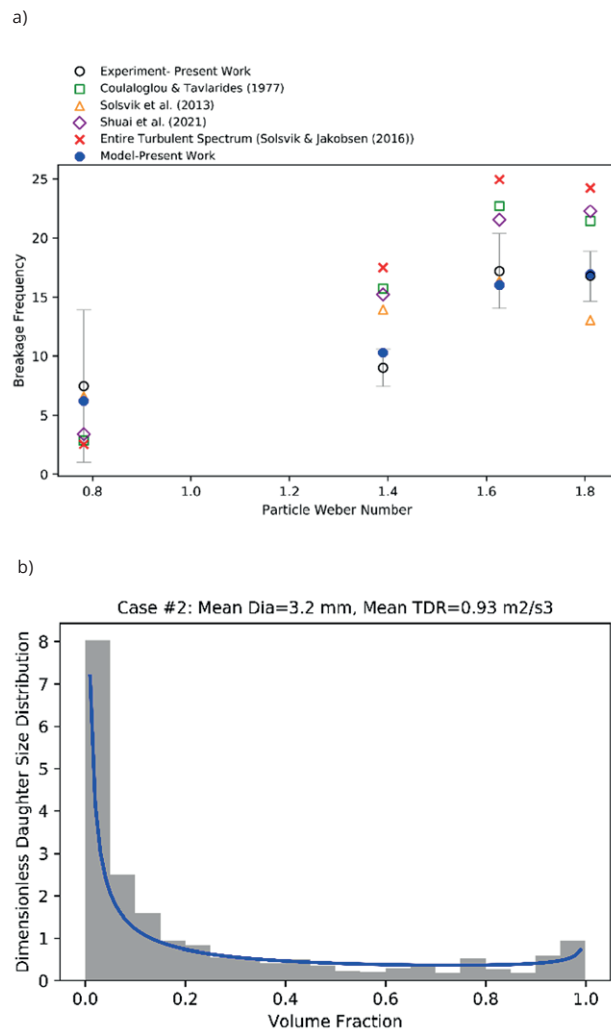 a)
Experiment- Present Work
Coulaloglou & Tavlarides (1977)
Solsvik et al. (2013)
Shuai et al. (2021)
Entire Turbulent Spectrum (Solsvik & Jakobsen (2016))
Model-Present Work
25
20
15
10
5
0
Breakage Frequency
0.8
1.0
1.2
1.4
1.6
1.8
Particle Weber Number
b)
Case #2: Mean Dia=3.2 mm, Mean TDR=0.93 m2/s3
8
7
6
5
4
3
2
1
0
Dimensionless Daughter Size Distribution
0.0
0.2
0.4
0.6
0.8
1.0
Volume Fraction